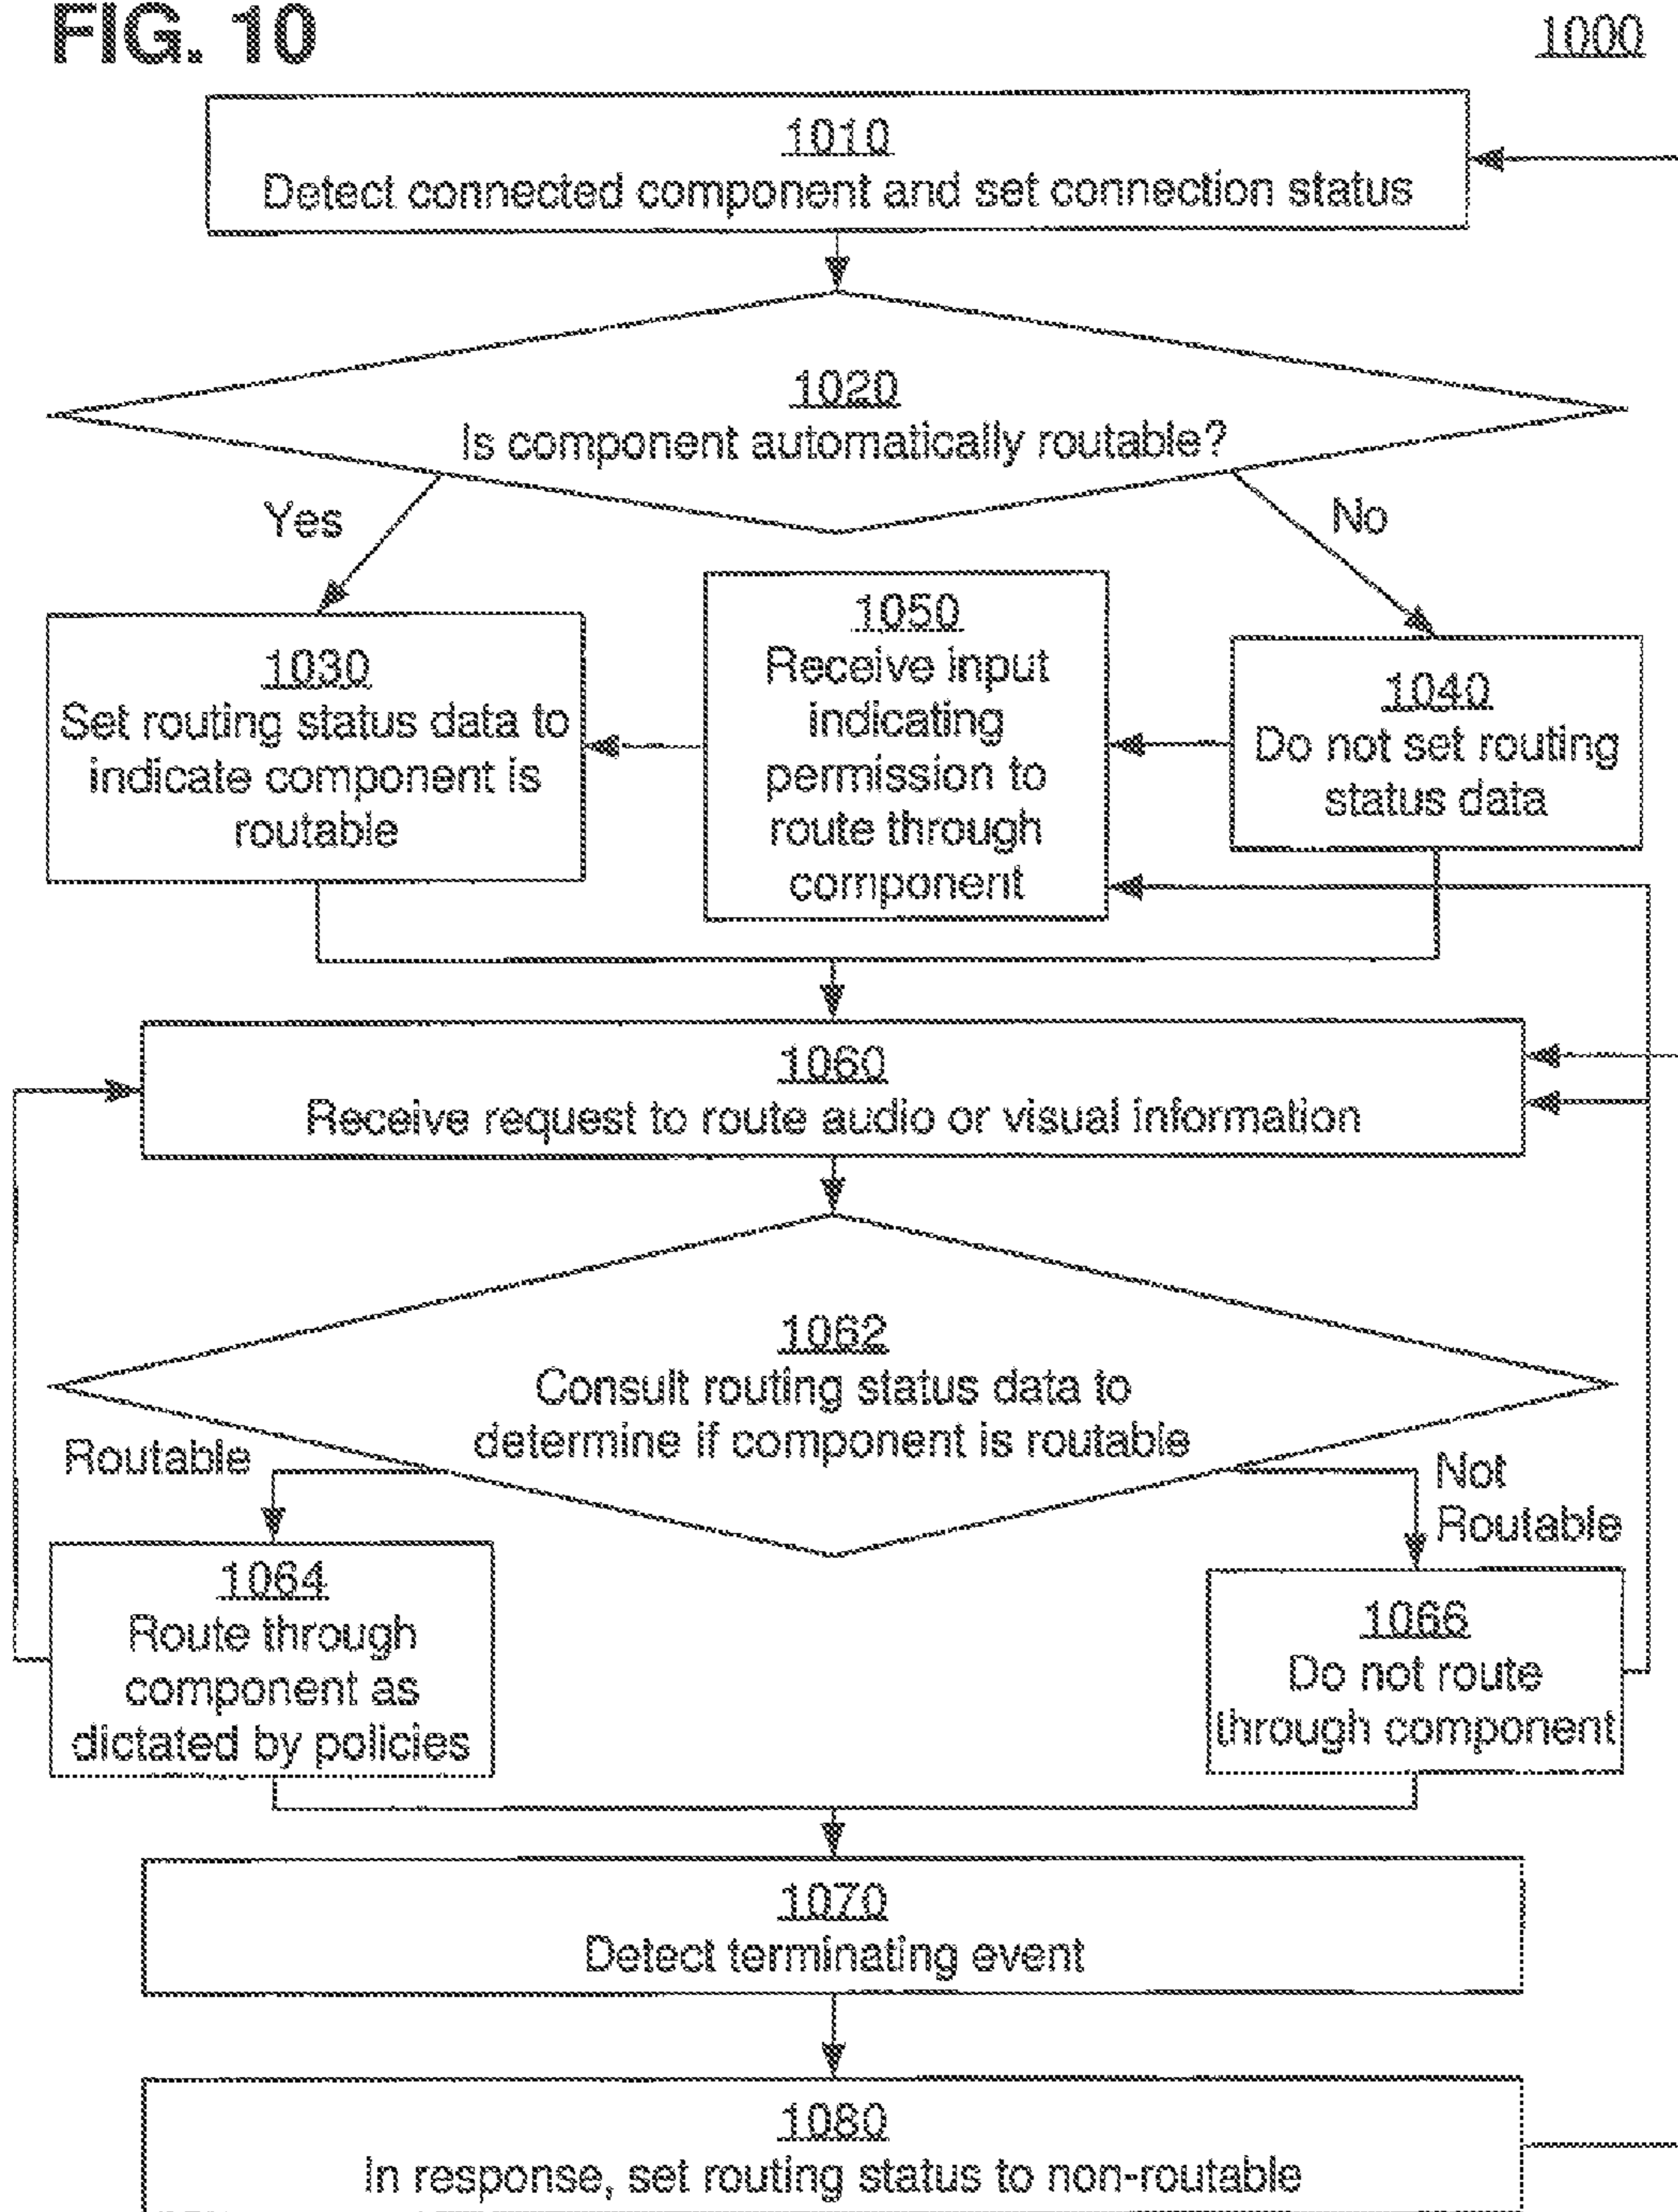 FIG. 10
1000
1010
Detect connected component and set connection status
1020
Is component automatically routable?
Yes
No
1030
Set routing status data to
indicate component is
routable
1050
Receive input
indicating
permission to
route through
component
1040
Do not set routing
status data
1060
Receive request to route audio or visual information
1062
Consult routing status data to
determine if component is routable
Routable
Not
Routable
1064
Route through
component as
dictated by policies
1066
Do not route
through component
1070
Detect terminating event
1080
In response, set routing status to non-routable